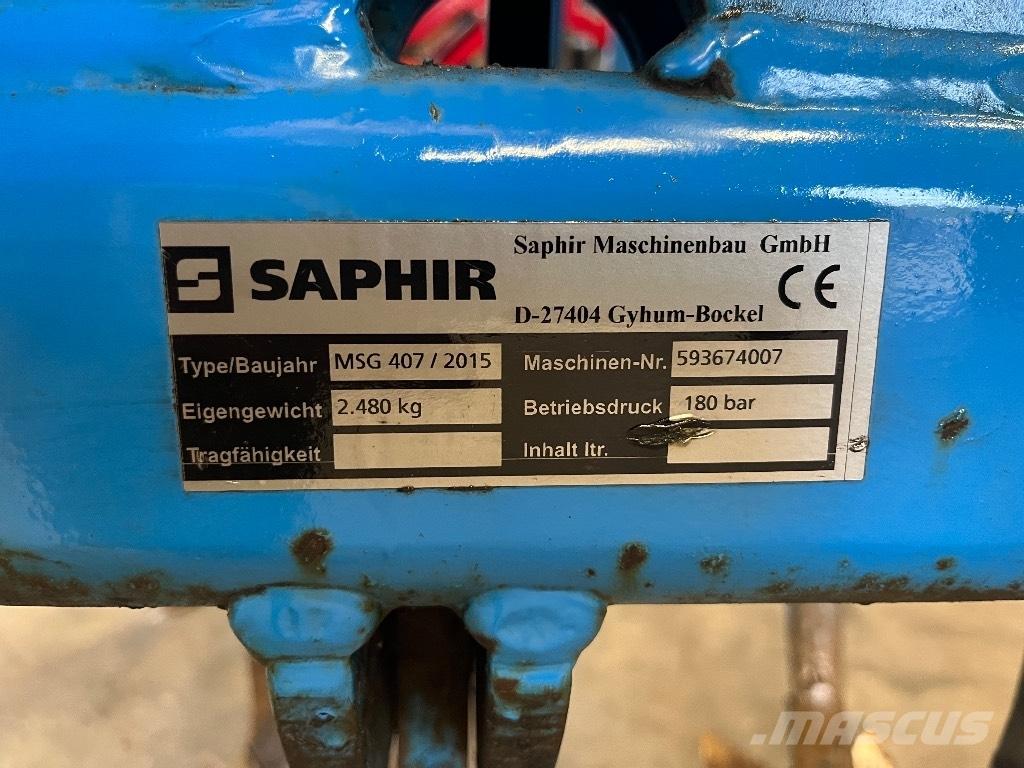 SAPHIR
Saphir Maschinenbau GmbH
D-27404 Gyhum-Bockel
CE
Type/Baujahr MSG 407 / 2015 Maschinen-Nr. 593674007
Eigengewicht 2.480 kg Betriebsdruck 180 bar
Tragfähigkeit Inhalt ltr.
MASCUS